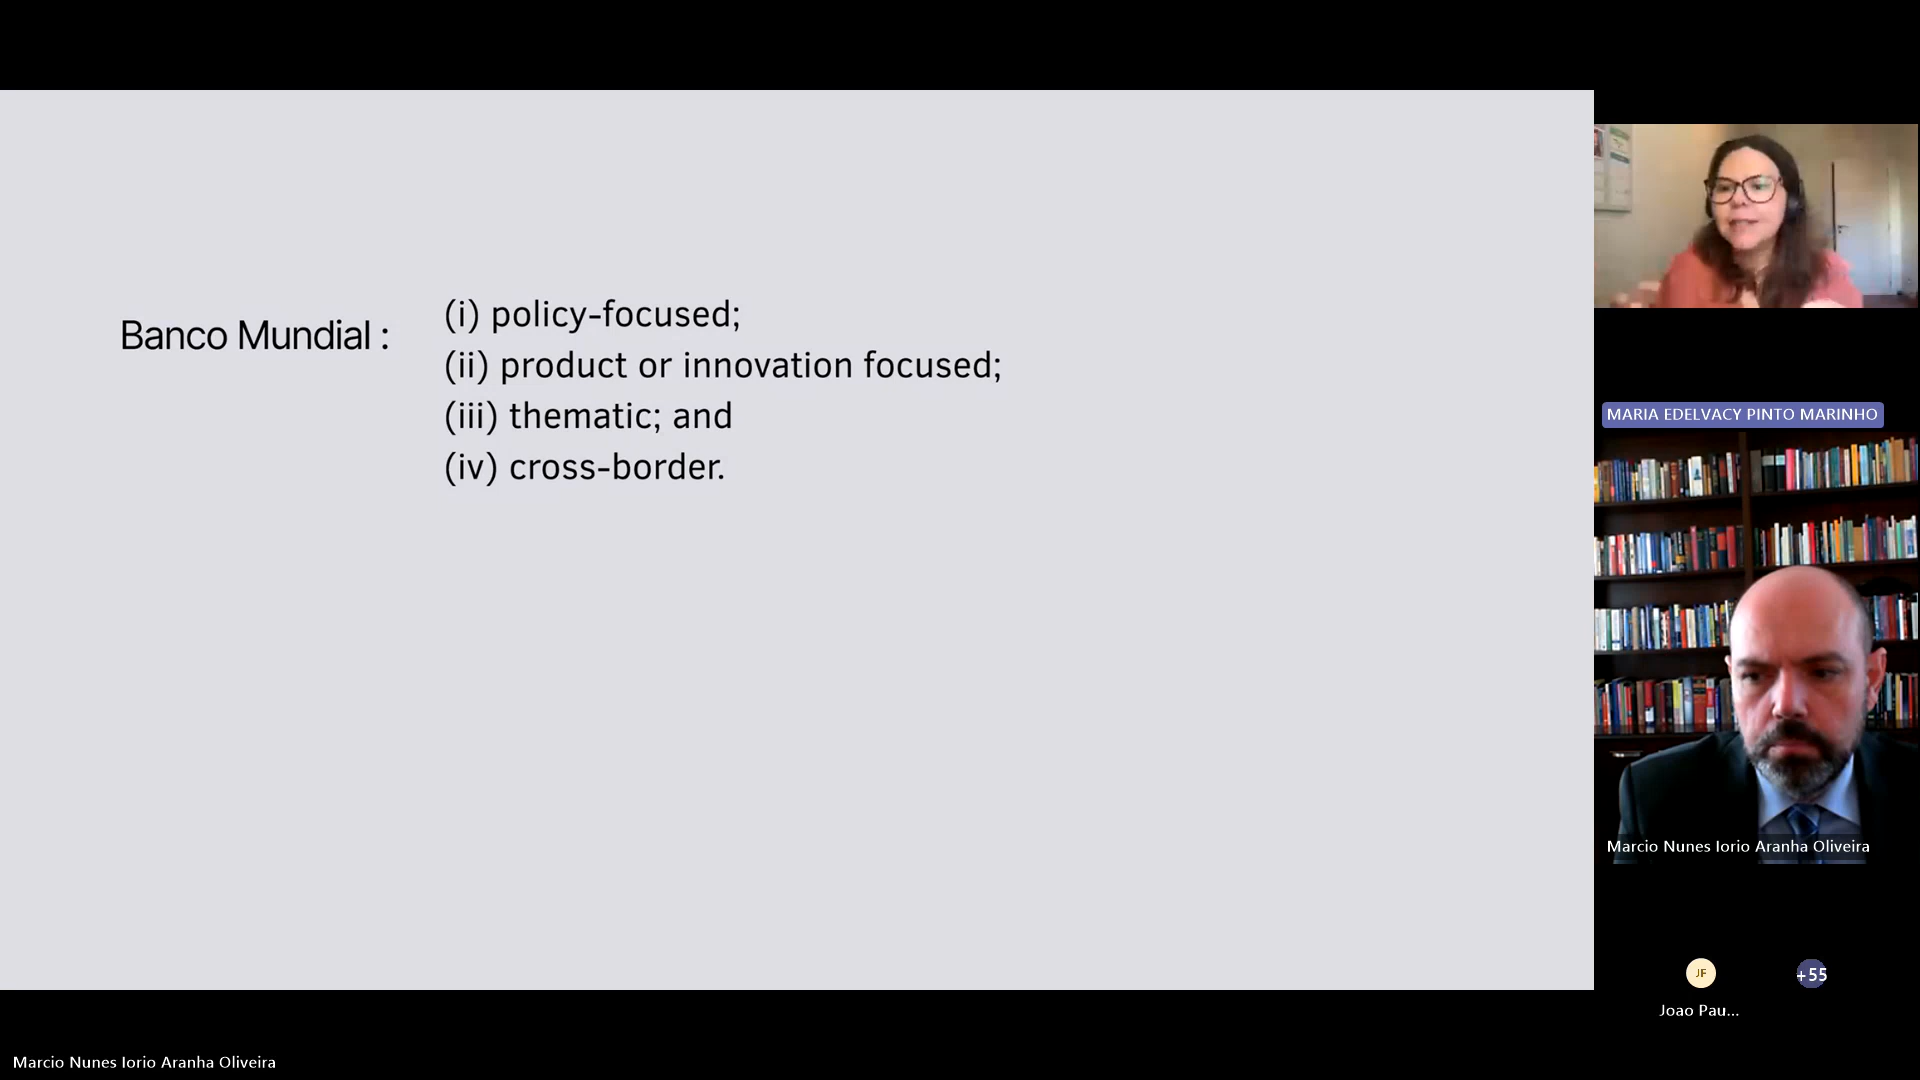 Banco Mundial :
(i) policy-focused;
(ii) product or innovation focused;
(iii) thematic; and
(iv) cross-border.
MARIA EDELVACY PINTO MARINHO
Marcio Nunes Iorio Aranha Oliveira
JF
+55
Joao Pau...
Marcio Nunes Iorio Aranha Oliveira